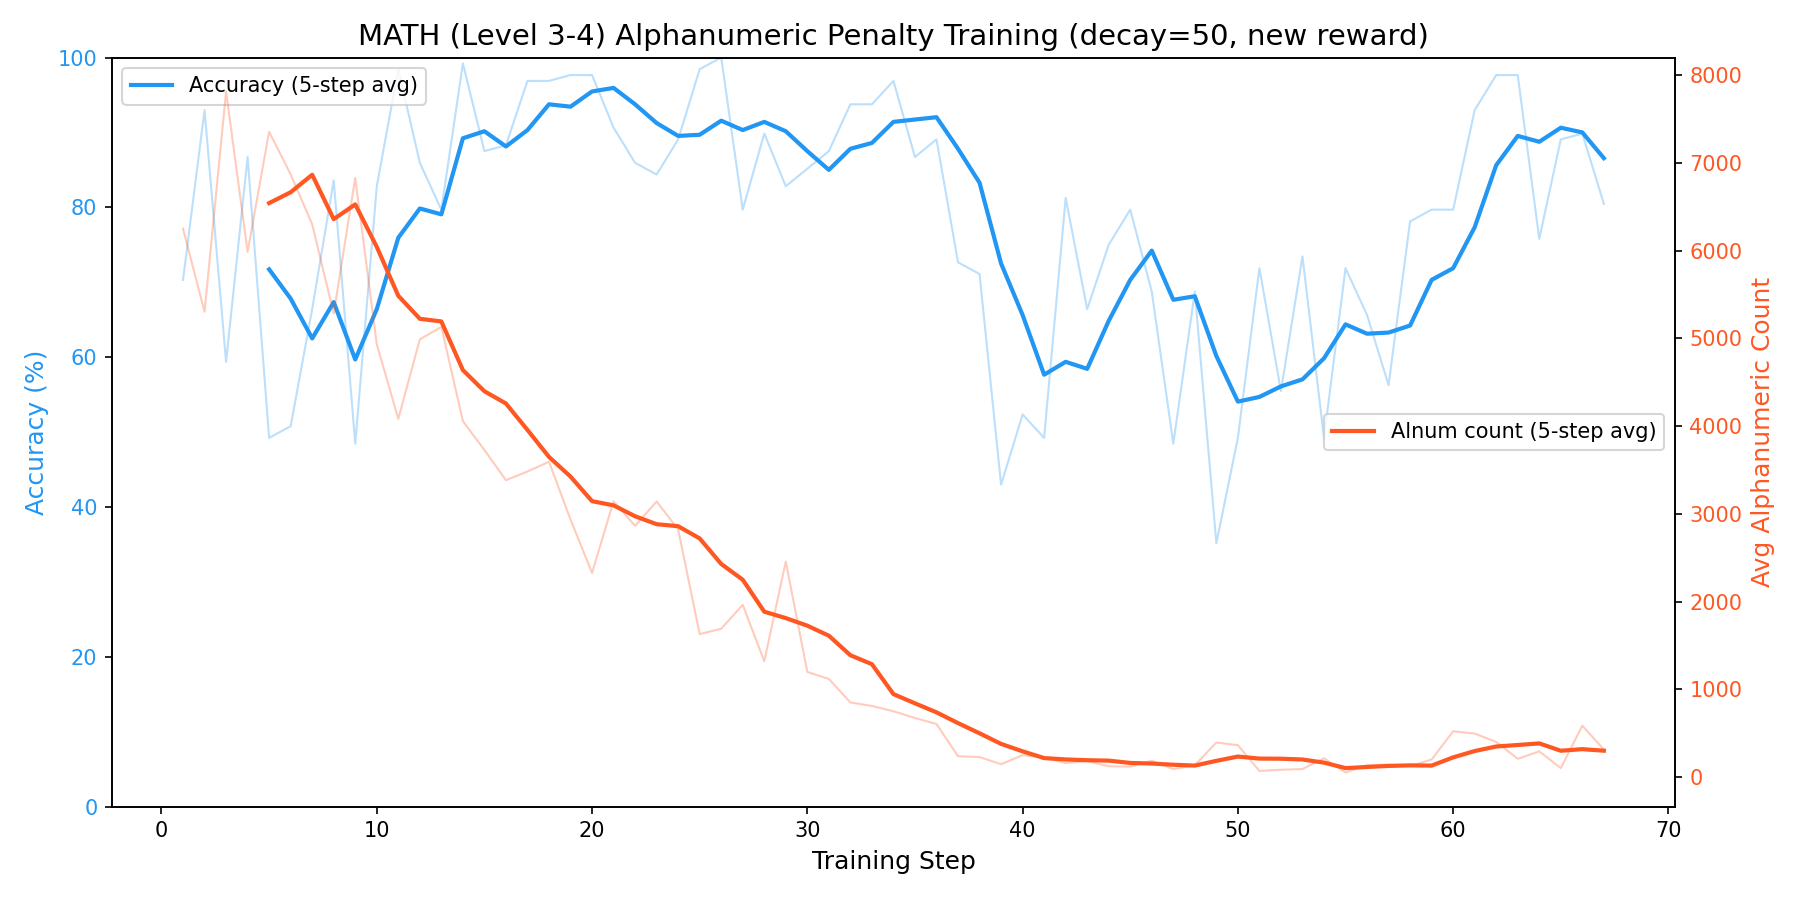 MATH (Level 3-4) Alphanumeric Penalty Training (decay=50, new reward)
Accuracy (5-step avg)
Alnum count (5-step avg)
Accuracy (%)
100
80
60
40
20
0
Avg Alphanumeric Count
8000
7000
6000
5000
4000
3000
2000
1000
0
0 10 20 30 40 50 60 70
Training Step